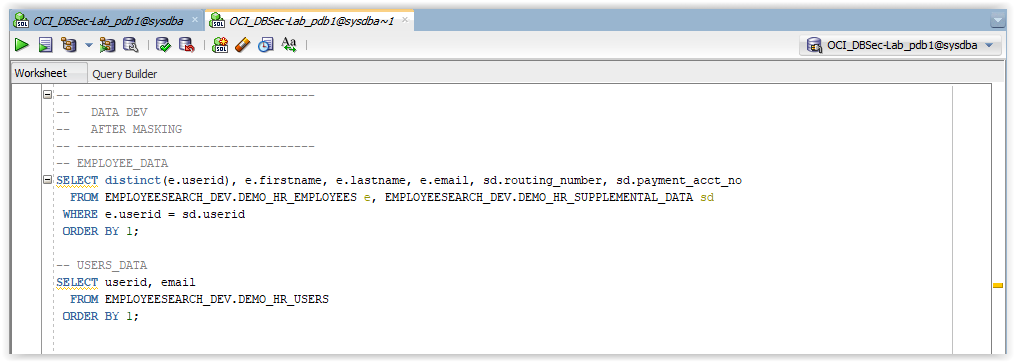 OCI_DBSec-Lab_pdb1@sysdba OCI_DBSec-Lab_pdb1@sysdba~1
OCI_DBSec-Lab_pdb1@sysdba
Worksheet Query Builder
-- ----------------------------------
--   DATA DEV
--   AFTER MASKING
-- ----------------------------------
-- EMPLOYEE_DATA
SELECT distinct(e.userid), e.firstname, e.lastname, e.email, sd.routing_number, sd.payment_acct_no
  FROM EMPLOYEESEARCH_DEV.DEMO_HR_EMPLOYEES e, EMPLOYEESEARCH_DEV.DEMO_HR_SUPPLEMENTAL_DATA sd
 WHERE e.userid = sd.userid
 ORDER BY 1;
-- USERS_DATA
SELECT userid, email
  FROM EMPLOYEESEARCH_DEV.DEMO_HR_USERS
 ORDER BY 1;